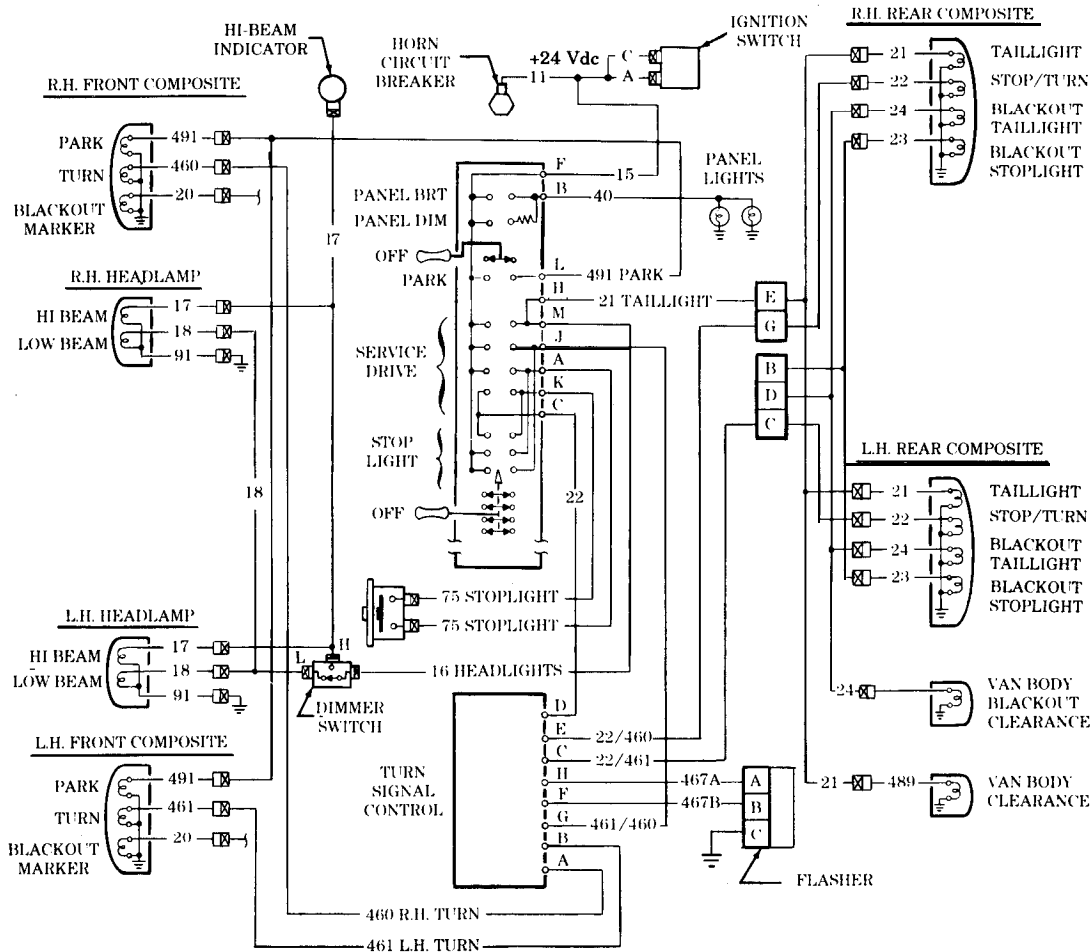 HI-BEAM
INDICATOR
HORN
CIRCUIT
BREAKER
+24 Vdc
11
C
A
IGNITION
SWITCH
R.H. REAR COMPOSITE
21
TAILLIGHT
22
STOP/TURN
24
BLACKOUT
TAILLIGHT
23
BLACKOUT
STOPLIGHT
R.H. FRONT COMPOSITE
PARK
491
TURN
460
20
BLACKOUT
MARKER
17
R.H. HEADLAMP
HI BEAM
17
LOW BEAM
18
91
PANEL BRT
PANEL DIM
OFF
PARK
SERVICE
DRIVE
STOP
LIGHT
OFF
F
15
B
40
PANEL
LIGHTS
L
491 PARK
H
21 TAILLIGHT
M
J
A
K
C
22
E
G
B
D
C
L.H. REAR COMPOSITE
21
TAILLIGHT
22
STOP/TURN
24
BLACKOUT
TAILLIGHT
23
BLACKOUT
STOPLIGHT
18
75 STOPLIGHT
75 STOPLIGHT
L.H. HEADLAMP
HI BEAM
17
LOW BEAM
18
91
L
H
16 HEADLIGHTS
DIMMER
SWITCH
24
VAN BODY
BLACKOUT
CLEARANCE
L.H. FRONT COMPOSITE
PARK
491
TURN
461
20
BLACKOUT
MARKER
TURN
SIGNAL
CONTROL
D
E
22/460
C
22/461
H
467A
F
467B
G
461/460
B
A
A
B
C
FLASHER
21
489
VAN BODY
CLEARANCE
460 R.H. TURN
461 L.H. TURN